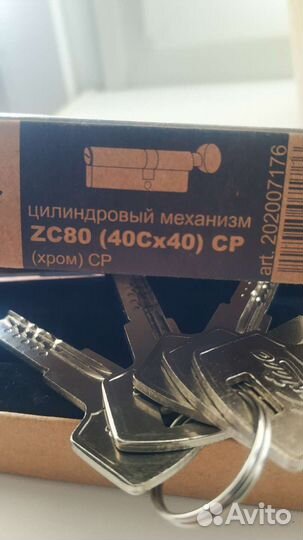 цилиндровый механизм
ZC80 (40Cx40) CP
(хром) CP
art. 202007176
Avito